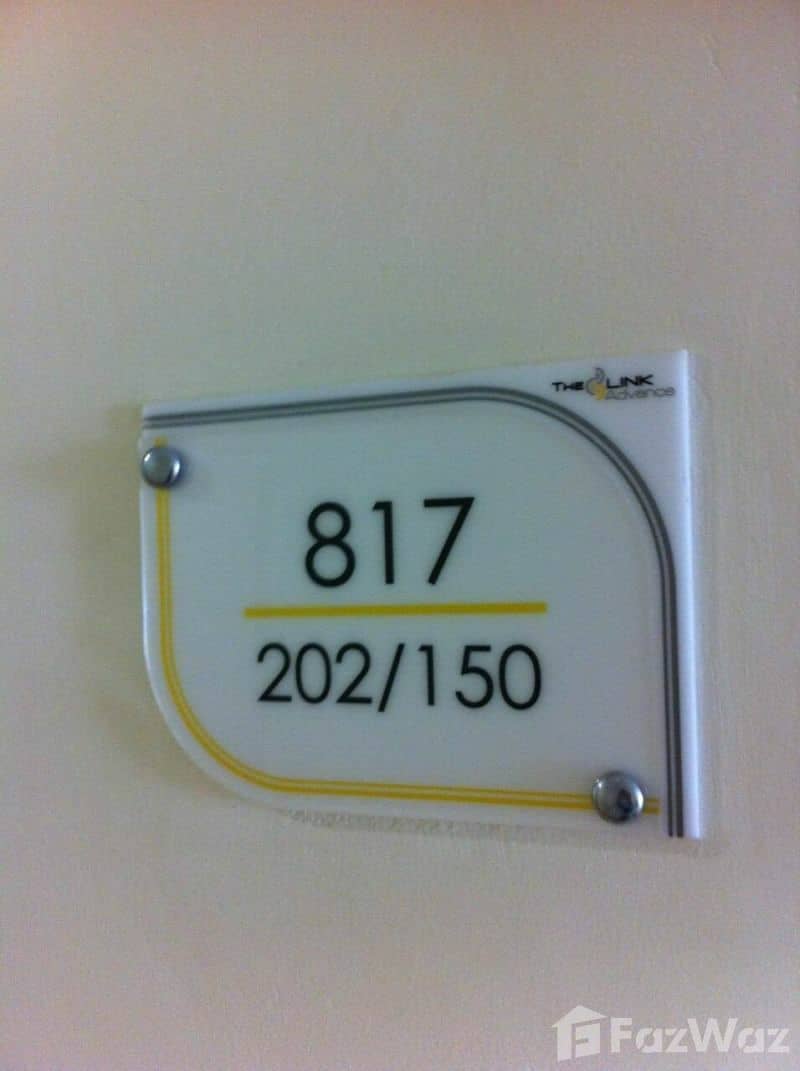 THE LINK
Advance
817
202/150
FazWaz